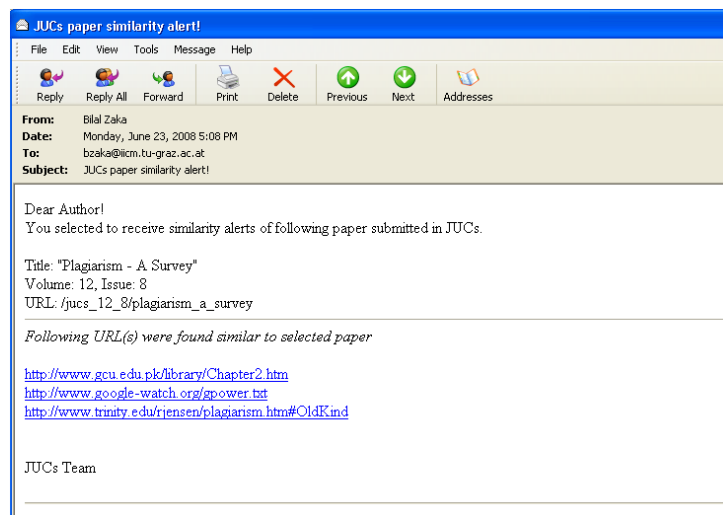 JUCs paper similarity alert!
File Edit View Tools Message Help
Reply Reply All Forward Print Delete Previous Next Addresses
From: Bilal Zaka
Date: Monday, June 23, 2008 5:08 PM
To: bzaka@iicm.tu-graz.ac.at
Subject: JUCs paper similarity alert!
Dear Author!
You selected to receive similarity alerts of following paper submitted in JUCs.
Title: "Plagiarism - A Survey"
Volume: 12, Issue: 8
URL: /jucs_12_8/plagiarism_a_survey
Following URL(s) were found similar to selected paper
http://www.gcu.edu.pk/library/Chapter2.htm
http://www.google-watch.org/gpower.txt
http://www.trinity.edu/rjensen/plagiarism.htm#OldKind
JUCs Team